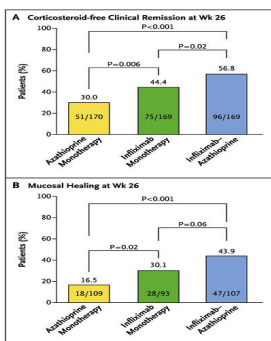 A Corticosteroid-free Clinical Remission at Wk 26
P<0.001
P=0.02
P=0.006
56.8
44.4
30.0
51/170
75/169
96/169
100
80
60
40
20
0
Patients (%)
Azathioprine
Monotherapy
Infliximab
Monotherapy
Infliximab–
Azathioprine
B Mucosal Healing at Wk 26
P<0.001
P=0.06
P=0.02
43.9
30.1
16.5
18/109
28/93
47/107
100
80
60
40
20
0
Patients (%)
Azathioprine
Monotherapy
Infliximab
Monotherapy
Infliximab–
Azathioprine